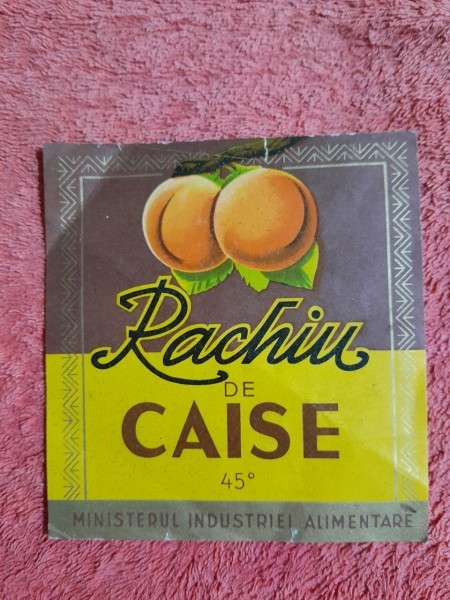 Rachiu
DE
CAISE
45°
MINISTERUL INDUSTRIEI ALIMENTARE